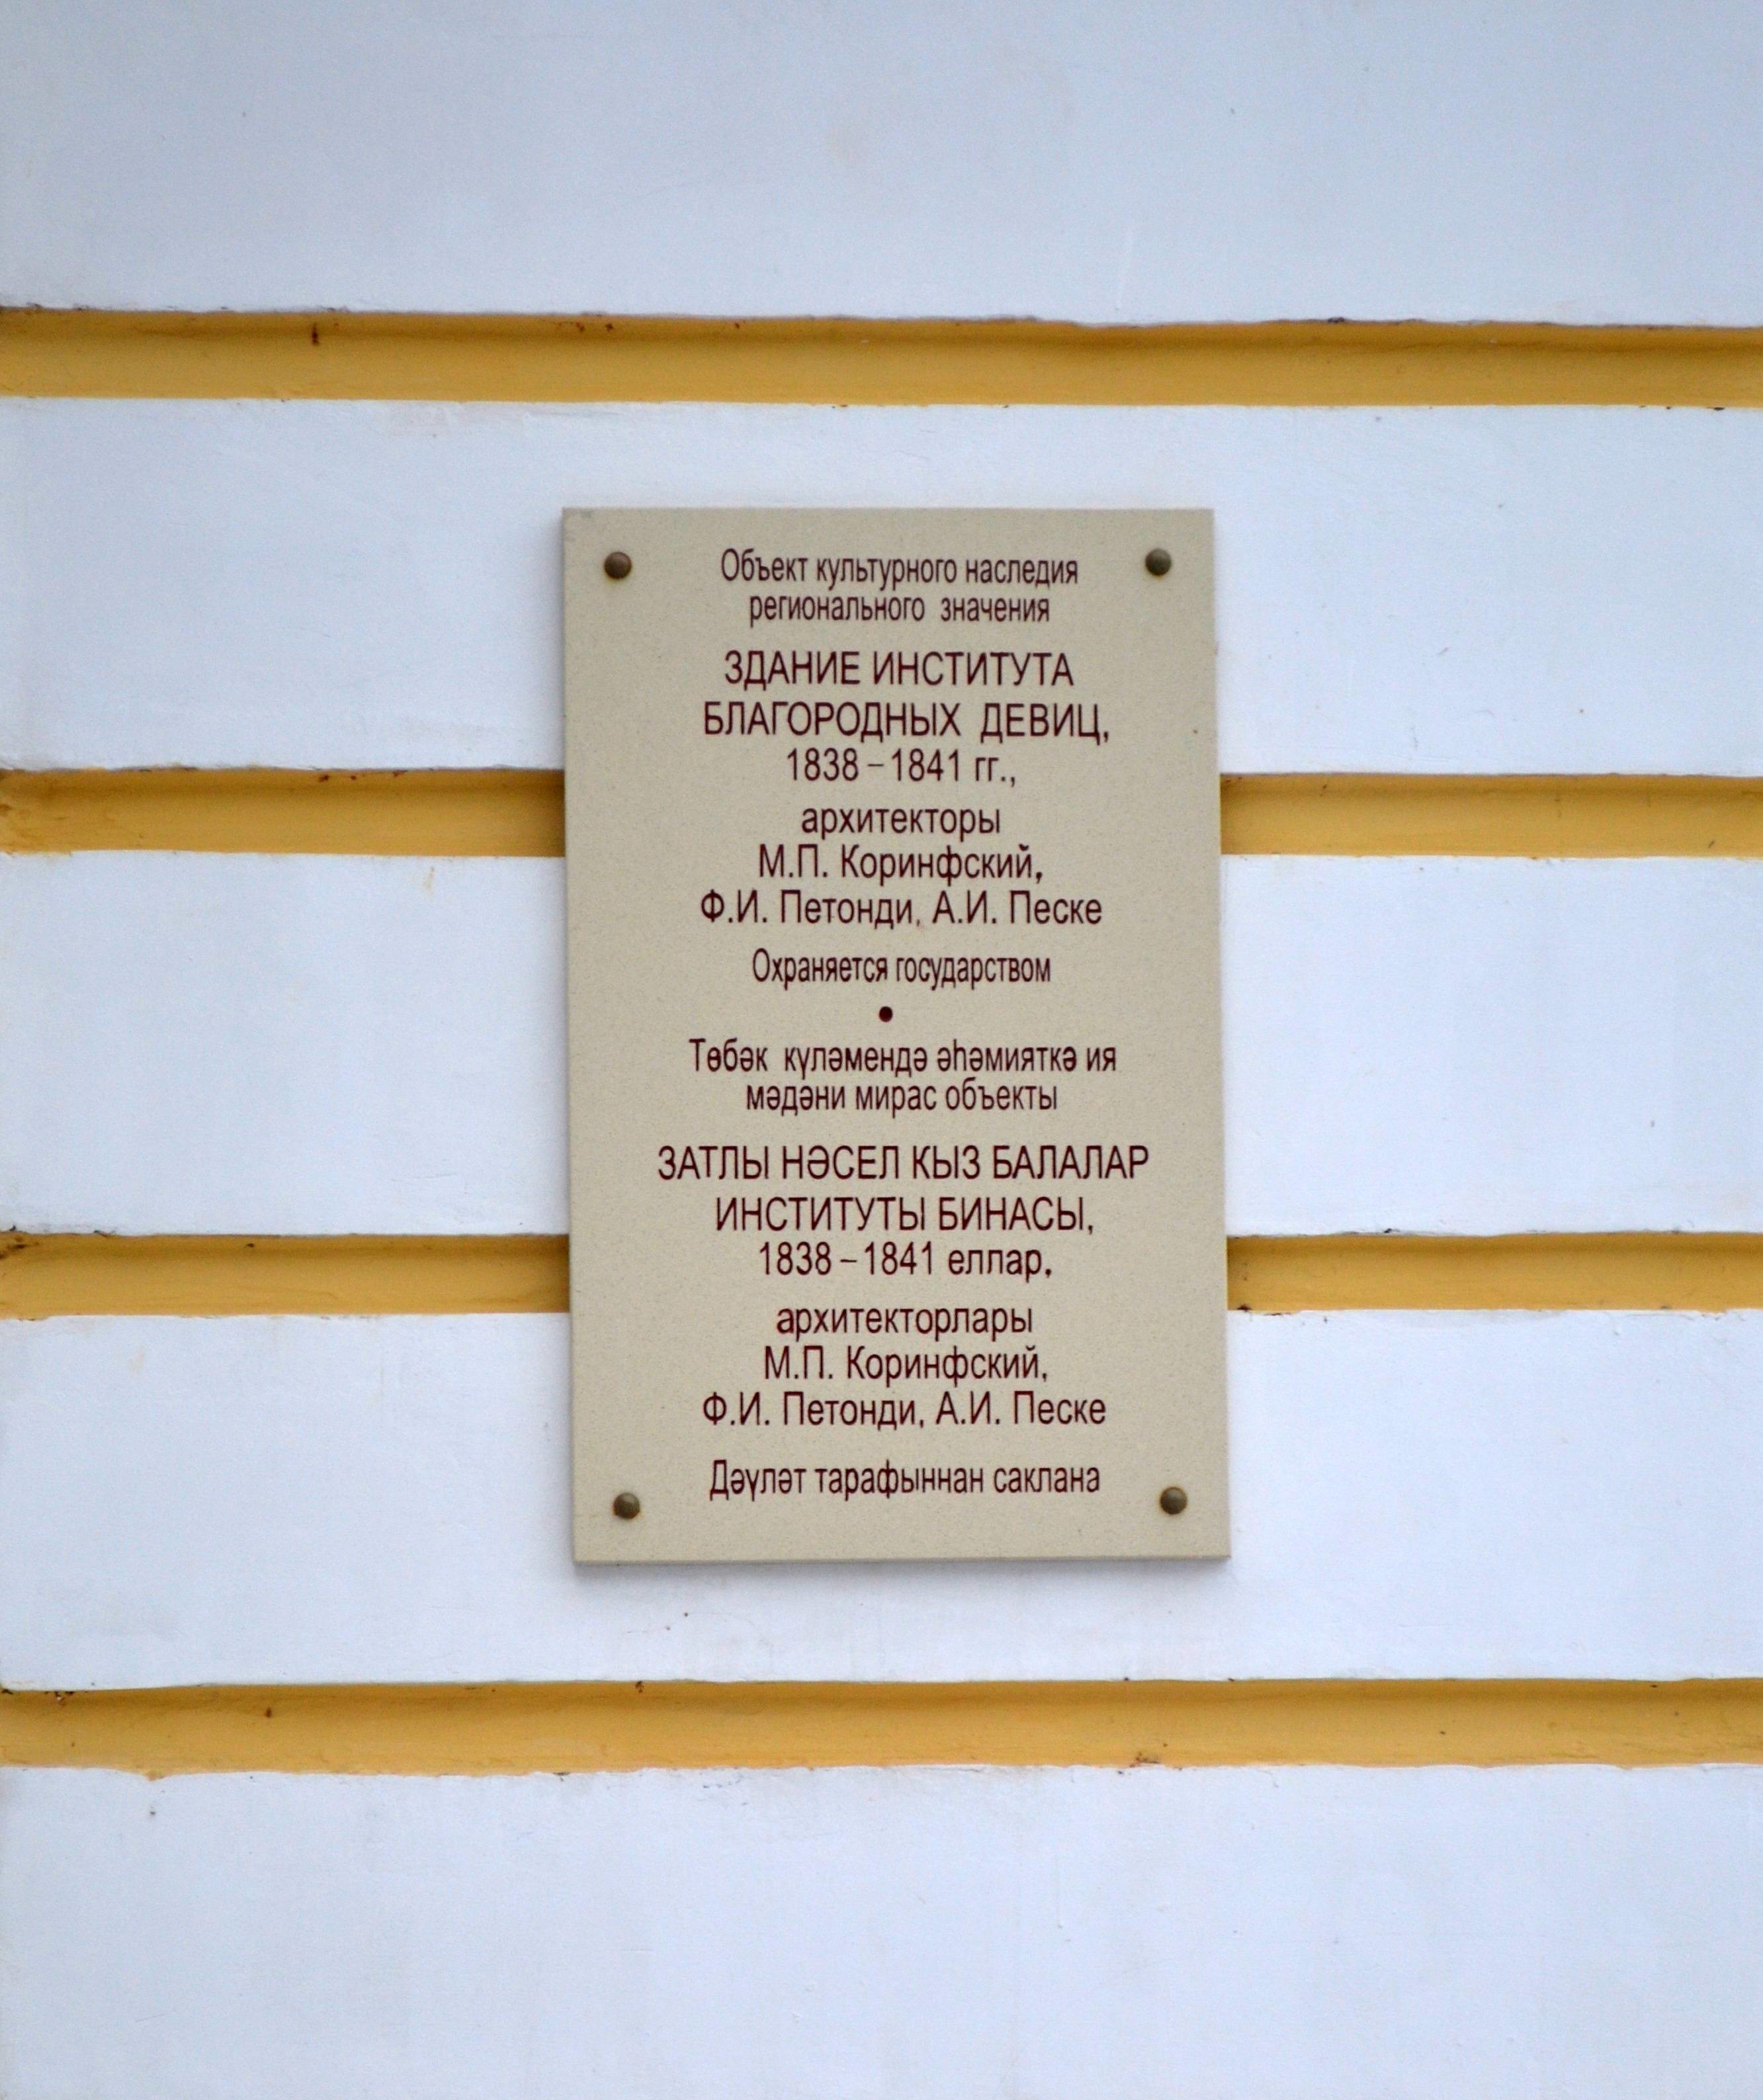 Объект культурного наследия
регионального значения
ЗДАНИЕ ИНСТИТУТА
БЛАГОРОДНЫХ ДЕВИЦ,
1838 – 1841 гг.,
архитекторы
М.П. Коринфский,
Ф.И. Петонди, А.И. Песке
Охраняется государством
•
Төбәк күләмендә әһәмияткә ия
мәдәни мирас объекты
ЗАТЛЫ НӘСЕЛ КЫЗ БАЛАЛАР
ИНСТИТУТЫ БИНАСЫ,
1838 – 1841 еллар,
архитекторлары
М.П. Коринфский,
Ф.И. Петонди, А.И. Песке
Дәүләт тарафыннан саклана